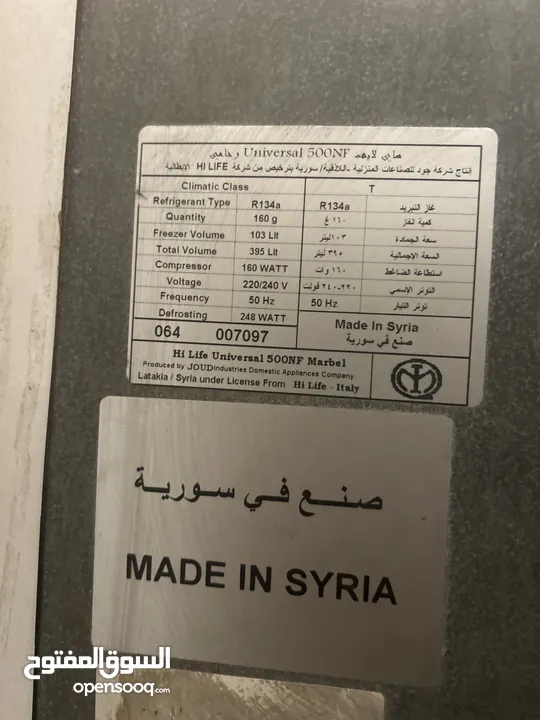 هاي لايف Universal 500NF رخامي
انتاج شركة جود للصناعات المنزلية -اللاذقية/ سورية بترخيص من شركة HI LIFE الايطالية
Climatic Class T
Refrigerant Type R134a R134a غاز التبريد
Quantity 160 g ١٦٠ غ كمية الغاز
Freezer Volume 103 Lit ١٠٣ ليتر سعة الجمادة
Total Volume 395 Lit ٣٩٥ ليتر السعة الإجمالية
Compressor 160 WATT ١٦٠ وات استطاعة الضاغط
Voltage 220/240 V ٢٢٠-٢٤٠ فولت التوتر الاسمي
Frequency 50 Hz 50 Hz توتر التيار
Defrosting 248 WATT
064 007097
Made In Syria
صنع في سورية
Hi Life Universal 500NF Marbel
Produced by JOUD Industries Domestic Appliances Company
Latakia / Syria under License From Hi Life - Italy
صنع في سورية
MADE IN SYRIA
السوق المفتوح
opensooq.com